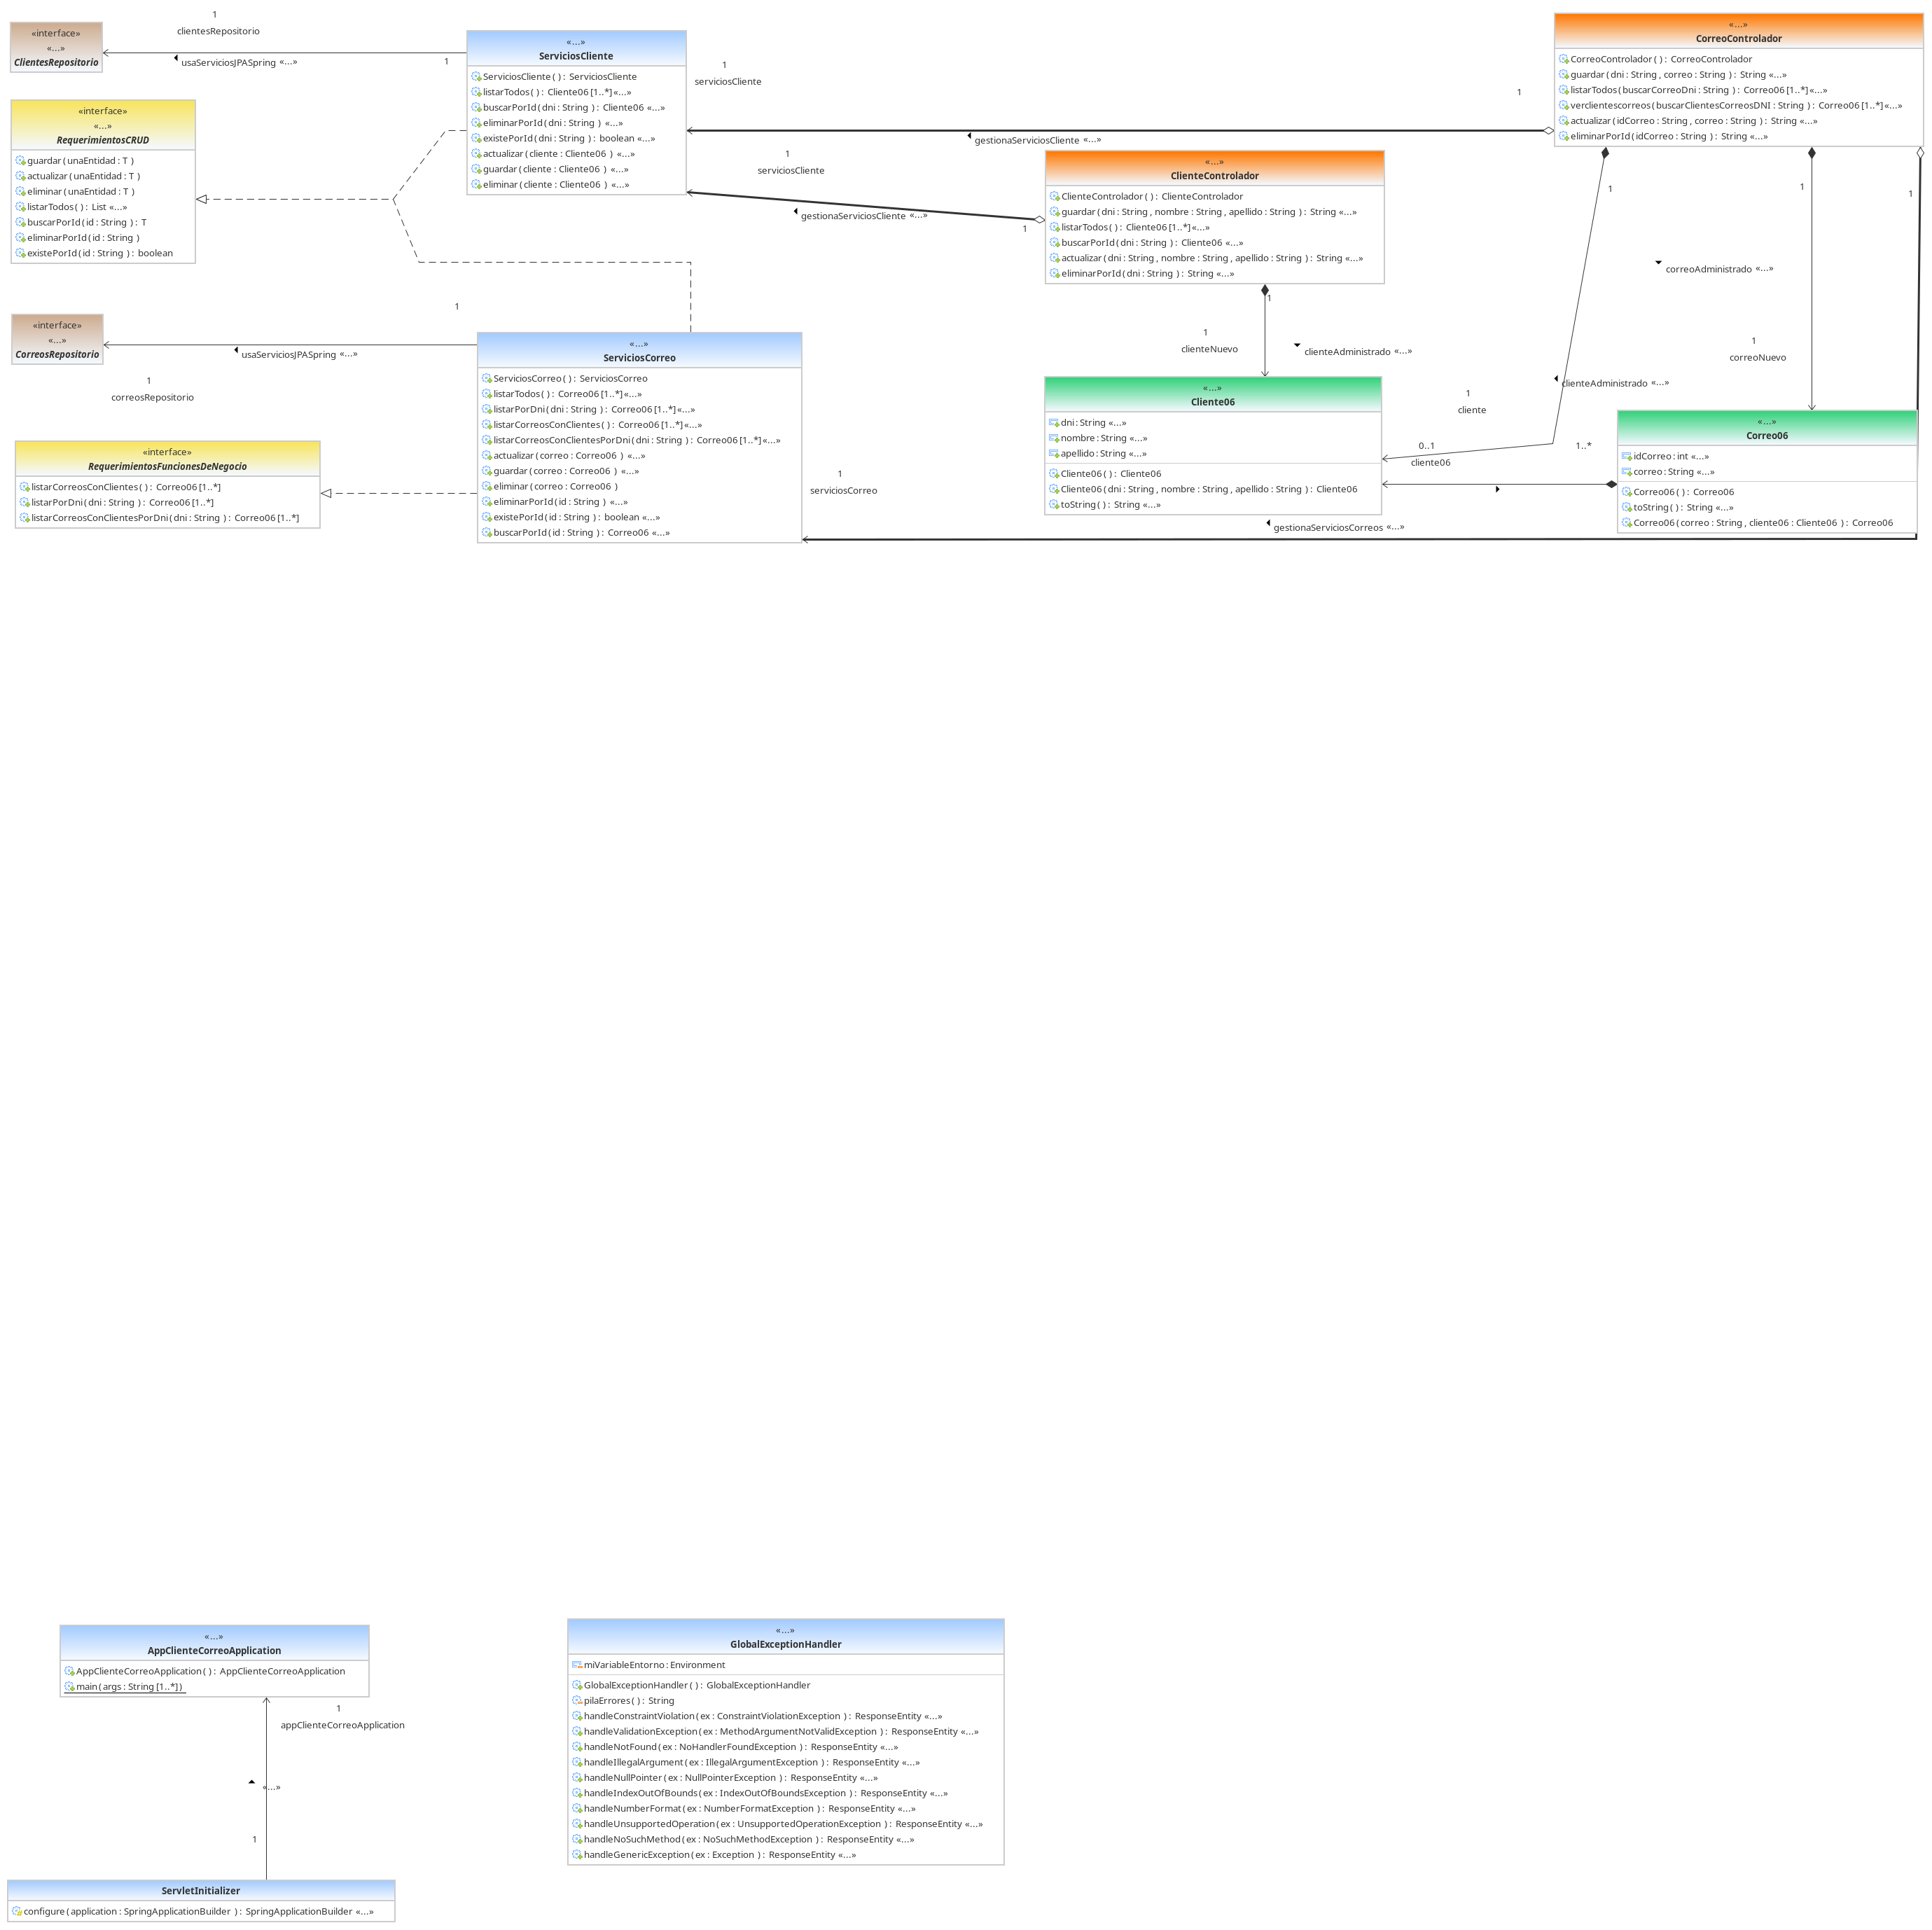 «interface»
«...»
ClientesRepositorio
1
clientesRepositorio
usaServiciosJPASpring «...»
1
«...»
ServiciosCliente
ServiciosCliente ( ) : ServiciosCliente
listarTodos ( ) : Cliente06 [1..*] «...»
buscarPorId ( dni : String ) : Cliente06 «...»
eliminarPorId ( dni : String ) «...»
existePorId ( dni : String ) : boolean «...»
actualizar ( cliente : Cliente06 ) «...»
guardar ( cliente : Cliente06 ) «...»
eliminar ( cliente : Cliente06 ) «...»
1
serviciosCliente
1
gestionaServiciosCliente «...»
«...»
CorreoControlador
CorreoControlador ( ) : CorreoControlador
guardar ( dni : String , correo : String ) : String «...»
listarTodos ( buscarCorreoDni : String ) : Correo06 [1..*] «...»
verclientescorreos ( buscarClientesCorreosDNI : String ) : Correo06 [1..*] «...»
actualizar ( idCorreo : String , correo : String ) : String «...»
eliminarPorId ( idCorreo : String ) : String «...»
«interface»
«...»
RequerimientosCRUD
guardar ( unaEntidad : T )
actualizar ( unaEntidad : T )
eliminar ( unaEntidad : T )
listarTodos ( ) : List «...»
buscarPorId ( id : String ) : T
eliminarPorId ( id : String )
existePorId ( id : String ) : boolean
1
serviciosCliente
gestionaServiciosCliente «...»
1
«...»
ClienteControlador
ClienteControlador ( ) : ClienteControlador
guardar ( dni : String , nombre : String , apellido : String ) : String «...»
listarTodos ( ) : Cliente06 [1..*] «...»
buscarPorId ( dni : String ) : Cliente06 «...»
actualizar ( dni : String , nombre : String , apellido : String ) : String «...»
eliminarPorId ( dni : String ) : String «...»
1
1
1
correoAdministrado «...»
1
1
clienteNuevo
clienteAdministrado «...»
1
correoNuevo
clienteAdministrado «...»
1
cliente
1
«interface»
«...»
CorreosRepositorio
usaServiciosJPASpring «...»
1
correosRepositorio
«...»
ServiciosCorreo
ServiciosCorreo ( ) : ServiciosCorreo
listarTodos ( ) : Correo06 [1..*] «...»
listarPorDni ( dni : String ) : Correo06 [1..*] «...»
listarCorreosConClientes ( ) : Correo06 [1..*] «...»
listarCorreosConClientesPorDni ( dni : String ) : Correo06 [1..*] «...»
actualizar ( correo : Correo06 ) «...»
guardar ( correo : Correo06 ) «...»
eliminar ( correo : Correo06 )
eliminarPorId ( id : String ) «...»
existePorId ( id : String ) : boolean «...»
buscarPorId ( id : String ) : Correo06 «...»
1
serviciosCorreo
«...»
Cliente06
dni : String «...»
nombre : String «...»
apellido : String «...»
Cliente06 ( ) : Cliente06
Cliente06 ( dni : String , nombre : String , apellido : String ) : Cliente06
toString ( ) : String «...»
0..1
cliente06
1..*
«...»
Correo06
idCorreo : int «...»
correo : String «...»
Correo06 ( ) : Correo06
toString ( ) : String «...»
Correo06 ( correo : String , cliente06 : Cliente06 ) : Correo06
gestionaServiciosCorreos «...»
«interface»
«...»
RequerimientosFuncionesDeNegocio
listarCorreosConClientes ( ) : Correo06 [1..*]
listarPorDni ( dni : String ) : Correo06 [1..*]
listarCorreosConClientesPorDni ( dni : String ) : Correo06 [1..*]
«...»
AppClienteCorreoApplication
AppClienteCorreoApplication ( ) : AppClienteCorreoApplication
main ( args : String [1..*] )
1
appClienteCorreoApplication
«...»
1
ServletInitializer
configure ( application : SpringApplicationBuilder ) : SpringApplicationBuilder «...»
«...»
GlobalExceptionHandler
miVariableEntorno : Environment
GlobalExceptionHandler ( ) : GlobalExceptionHandler
pilaErrores ( ) : String
handleConstraintViolation ( ex : ConstraintViolationException ) : ResponseEntity «...»
handleValidationException ( ex : MethodArgumentNotValidException ) : ResponseEntity «...»
handleNotFound ( ex : NoHandlerFoundException ) : ResponseEntity «...»
handleIllegalArgument ( ex : IllegalArgumentException ) : ResponseEntity «...»
handleNullPointer ( ex : NullPointerException ) : ResponseEntity «...»
handleIndexOutOfBounds ( ex : IndexOutOfBoundsException ) : ResponseEntity «...»
handleNumberFormat ( ex : NumberFormatException ) : ResponseEntity «...»
handleUnsupportedOperation ( ex : UnsupportedOperationException ) : ResponseEntity «...»
handleNoSuchMethod ( ex : NoSuchMethodException ) : ResponseEntity «...»
handleGenericException ( ex : Exception ) : ResponseEntity «...»